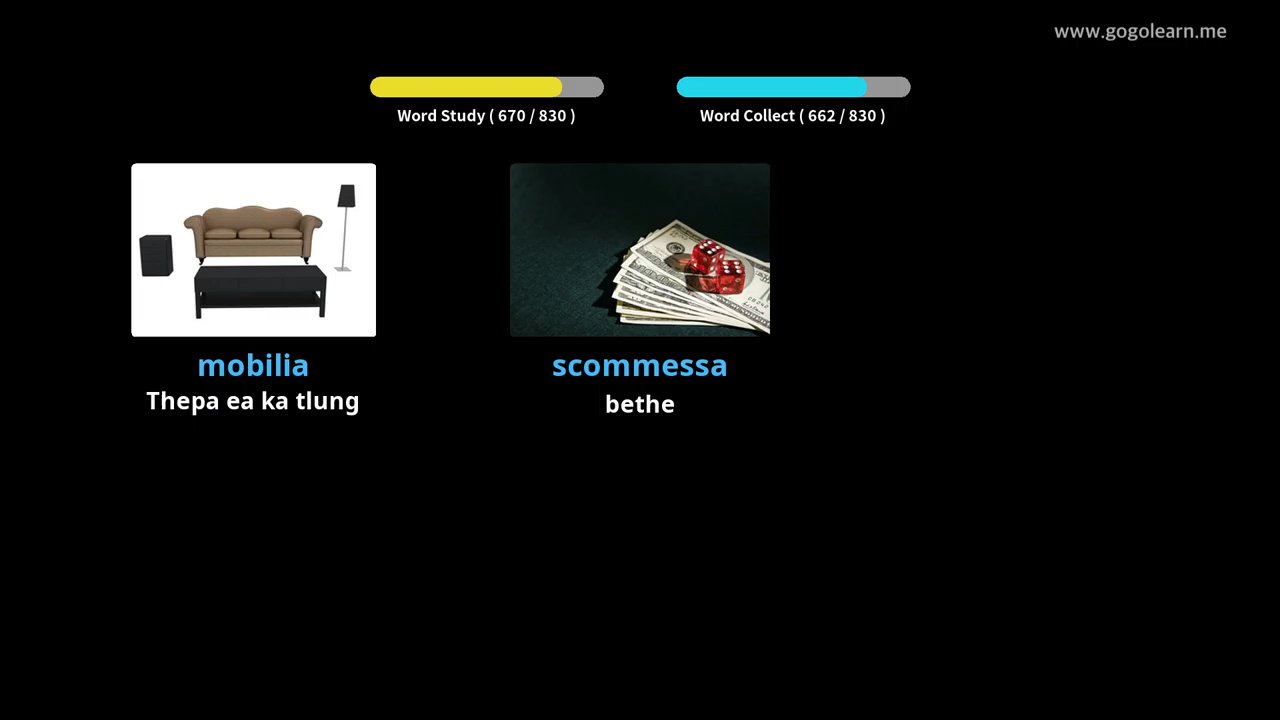 www.gogolearn.me
Word Study ( 670 / 830 )
Word Collect ( 662 / 830 )
mobilia
Thepa ea ka tlung
scommessa
bethe